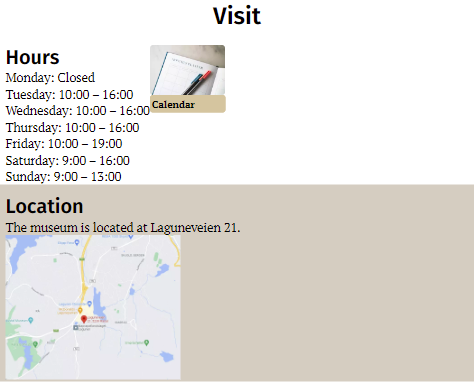 Visit
Hours
Monday: Closed
Tuesday: 10:00 – 16:00
Wednesday: 10:00 – 16:00
Thursday: 10:00 – 16:00
Friday: 10:00 – 19:00
Saturday: 9:00 – 16:00
Sunday: 9:00 – 13:00
Calendar
Location
The museum is located at Laguneveien 21.